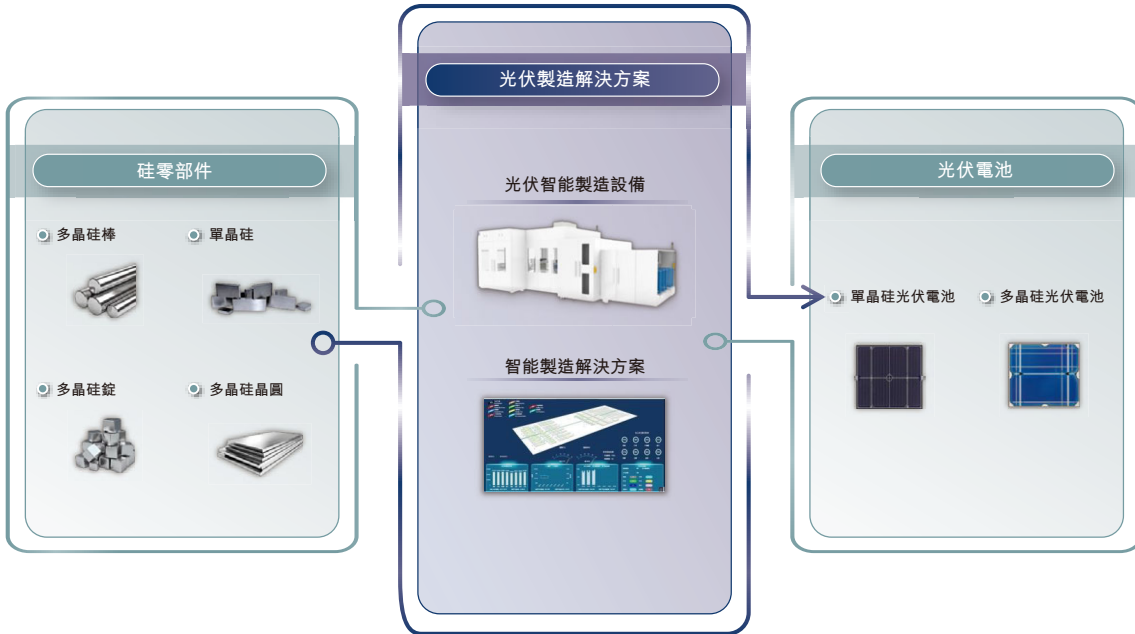 光伏製造解決方案
硅零部件
光伏電池
光伏智能製造設備
多晶硅棒
單晶硅
單晶硅光伏電池
多晶硅光伏電池
智能製造解決方案
多晶硅錠
多晶硅晶圓